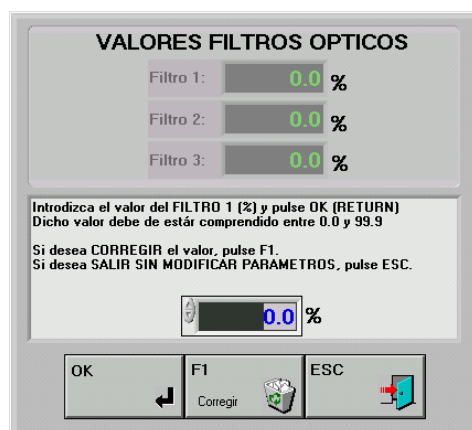 VALORES FILTROS OPTICOS
Filtro 1: 0.0 %
Filtro 2: 0.0 %
Filtro 3: 0.0 %
Introdizca el valor del FILTRO 1 (%) y pulse OK (RETURN)
Dicho valor debe de estár comprendido entre 0.0 y 99.9
Si desea CORREGIR el valor, pulse F1.
Si desea SALIR SIN MODIFICAR PARAMETROS, pulse ESC.
0.0 %
OK
F1
Corregir
ESC